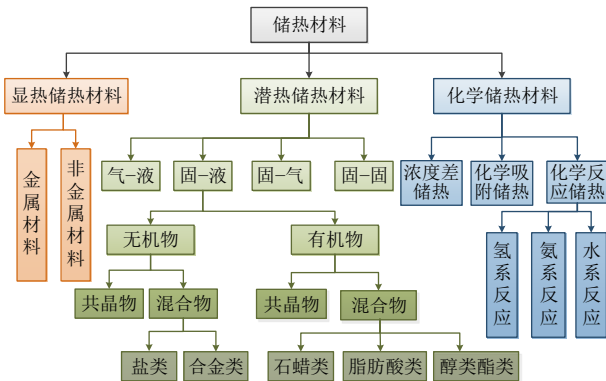 储热材料
显热储热材料
潜热储热材料
化学储热材料
金属材料
非金属材料
气-液
固-液
固-气
固-固
浓度差
储热
化学吸
附储热
化学反
应储热
无机物
有机物
氢系反应
氨系反应
水系反应
共晶物
混合物
共晶物
混合物
盐类
合金类
石蜡类
脂肪酸类
醇类酯类